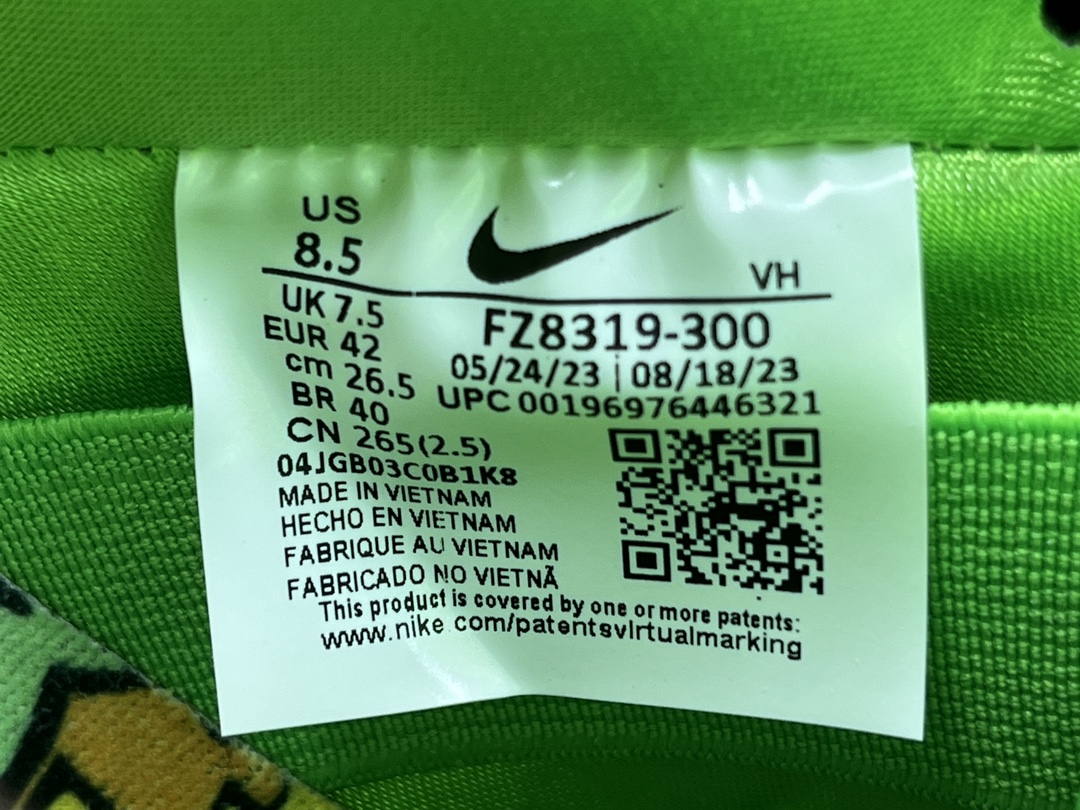 US
8.5
VH
UK 7.5
EUR 42
cm 26.5
BR 40
CN 265(2.5)
FZ8319-300
05/24/23 | 08/18/23
UPC 00196976446321
04JGB03C0B1K8
MADE IN VIETNAM
HECHO EN VIETNAM
FABRIQUE AU VIETNAM
FABRICADO NO VIETNÃ
This product is covered by one or more patents:
www.nike.com/patentsvirtualmarking